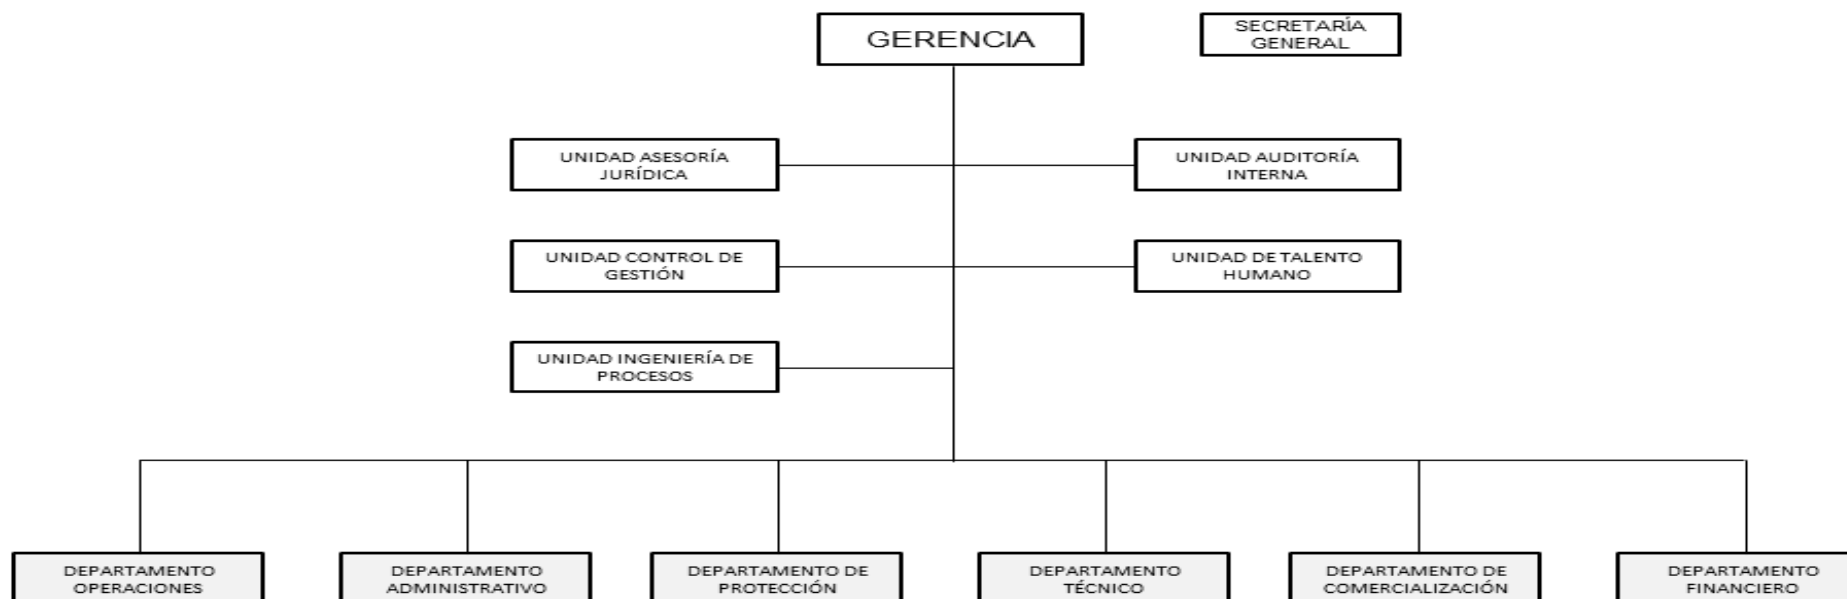 GERENCIA
SECRETARÍA
GENERAL
UNIDAD ASESORÍA
JURÍDICA
UNIDAD AUDITORÍA
INTERNA
UNIDAD CONTROL DE
GESTIÓN
UNIDAD DE TALENTO
HUMANO
UNIDAD INGENIERÍA DE
PROCESOS
DEPARTAMENTO
OPERACIONES
DEPARTAMENTO
ADMINISTRATIVO
DEPARTAMENTO DE
PROTECCIÓN
DEPARTAMENTO
TÉCNICO
DEPARTAMENTO DE
COMERCIALIZACIÓN
DEPARTAMENTO
FINANCIERO